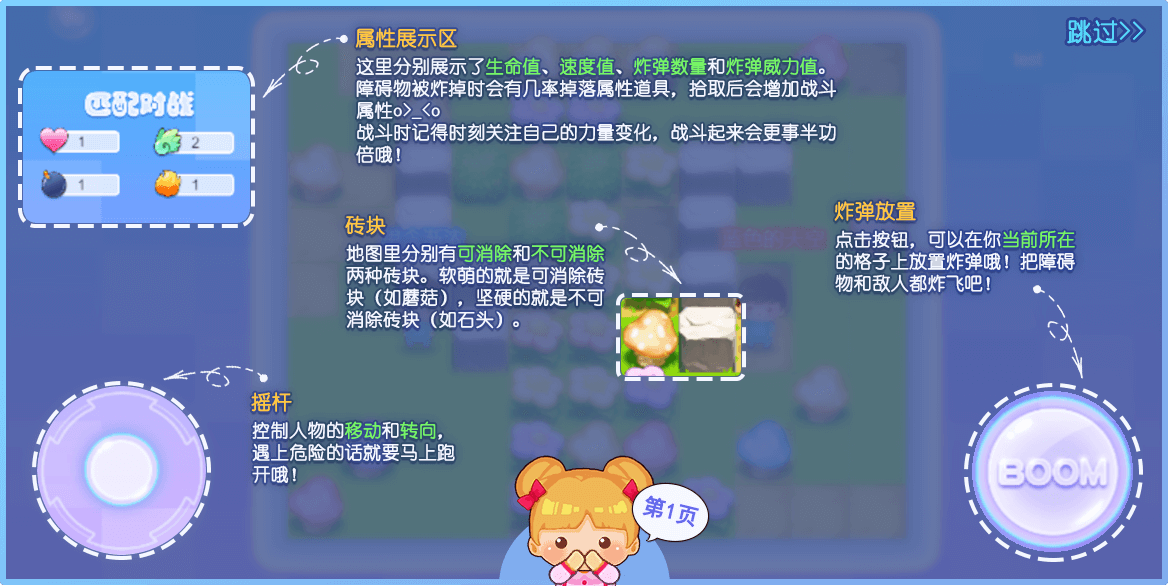 跳过>>
属性展示区
这里分别展示了生命值、速度值、炸弹数量和炸弹威力值。
障碍物被炸掉时会有几率掉落属性道具，拾取后会增加战斗
属性o>_<o
战斗时记得时刻关注自己的力量变化，战斗起来会更事半功
倍哦！
匹配对战
1
2
1
1
砖块
地图里分别有可消除和不可消除
两种砖块。软萌的就是可消除砖
块（如蘑菇），坚硬的就是不可
消除砖块（如石头）。
炸弹放置
点击按钮，可以在你当前所在
的格子上放置炸弹哦！把障碍
物和敌人都炸飞吧！
摇杆
控制人物的移动和转向，
遇上危险的话就要马上跑
开哦！
BOOM
第1页